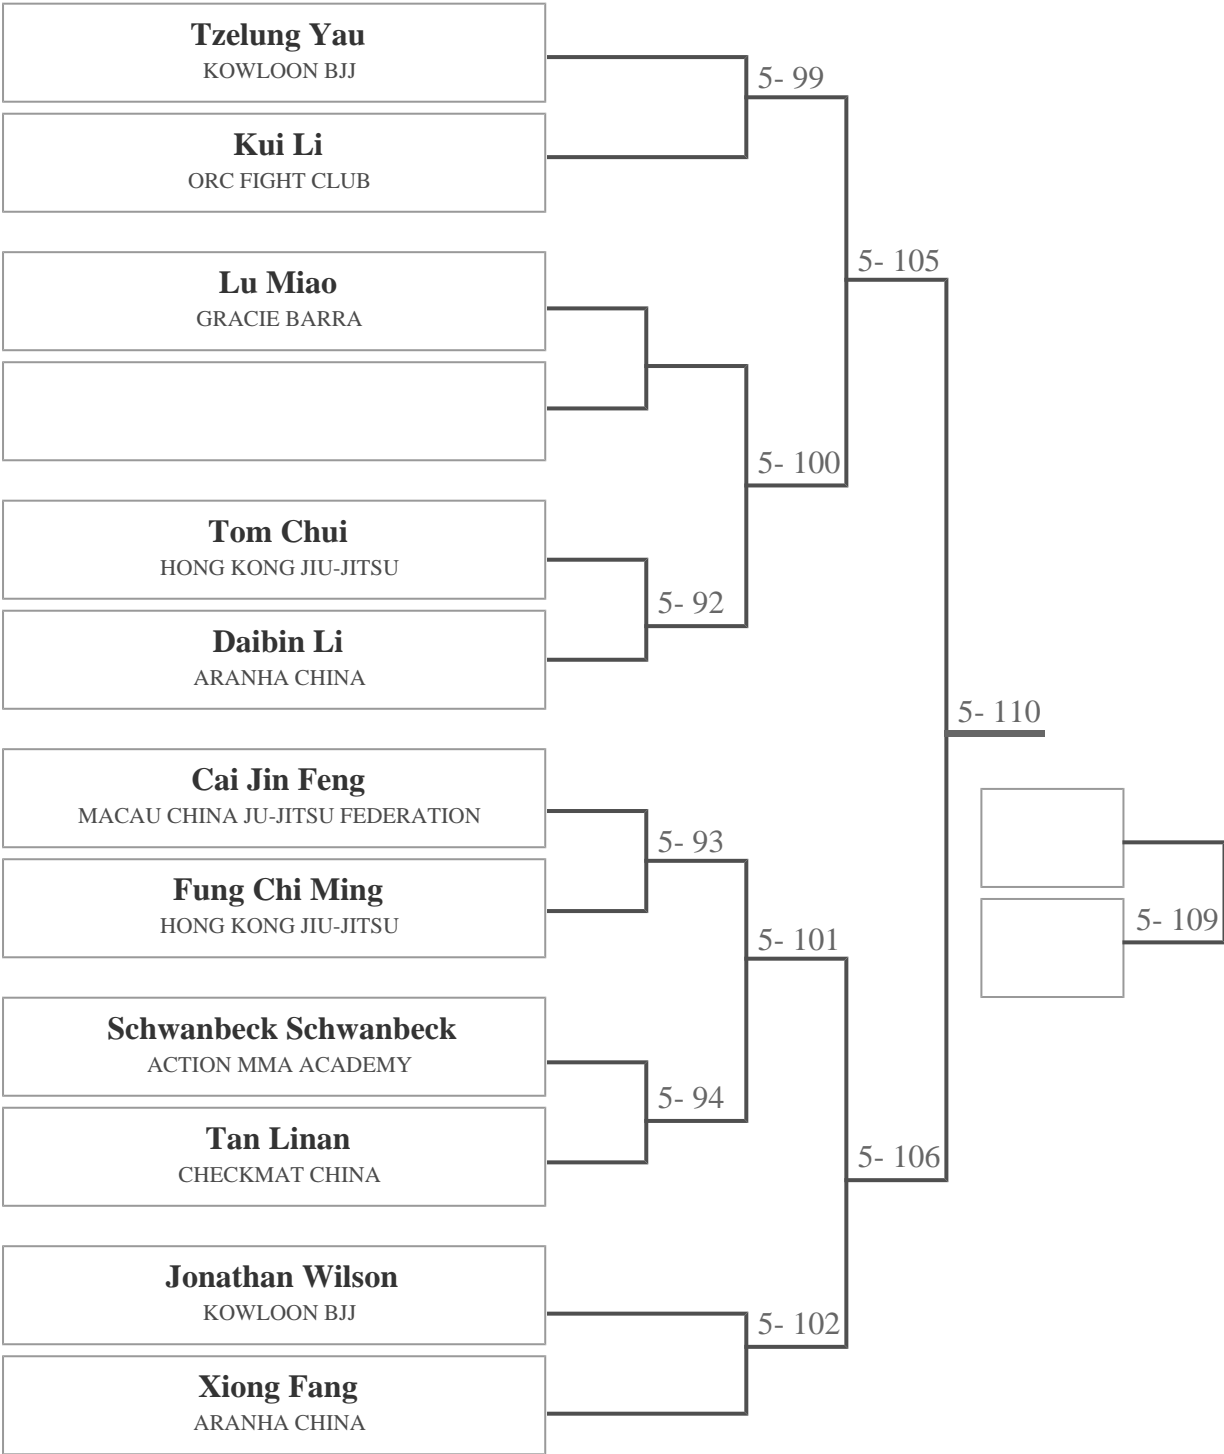 Tzelung Yau
KOWLOON BJJ
5- 99
Kui Li
ORC FIGHT CLUB
5- 105
Lu Miao
GRACIE BARRA
5- 100
Tom Chui
HONG KONG JIU-JITSU
5- 92
Daibin Li
ARANHA CHINA
5- 110
Cai Jin Feng
MACAU CHINA JU-JITSU FEDERATION
5- 93
Fung Chi Ming
HONG KONG JIU-JITSU
5- 109
5- 101
Schwanbeck Schwanbeck
ACTION MMA ACADEMY
5- 94
Tan Linan
CHECKMAT CHINA
5- 106
Jonathan Wilson
KOWLOON BJJ
5- 102
Xiong Fang
ARANHA CHINA